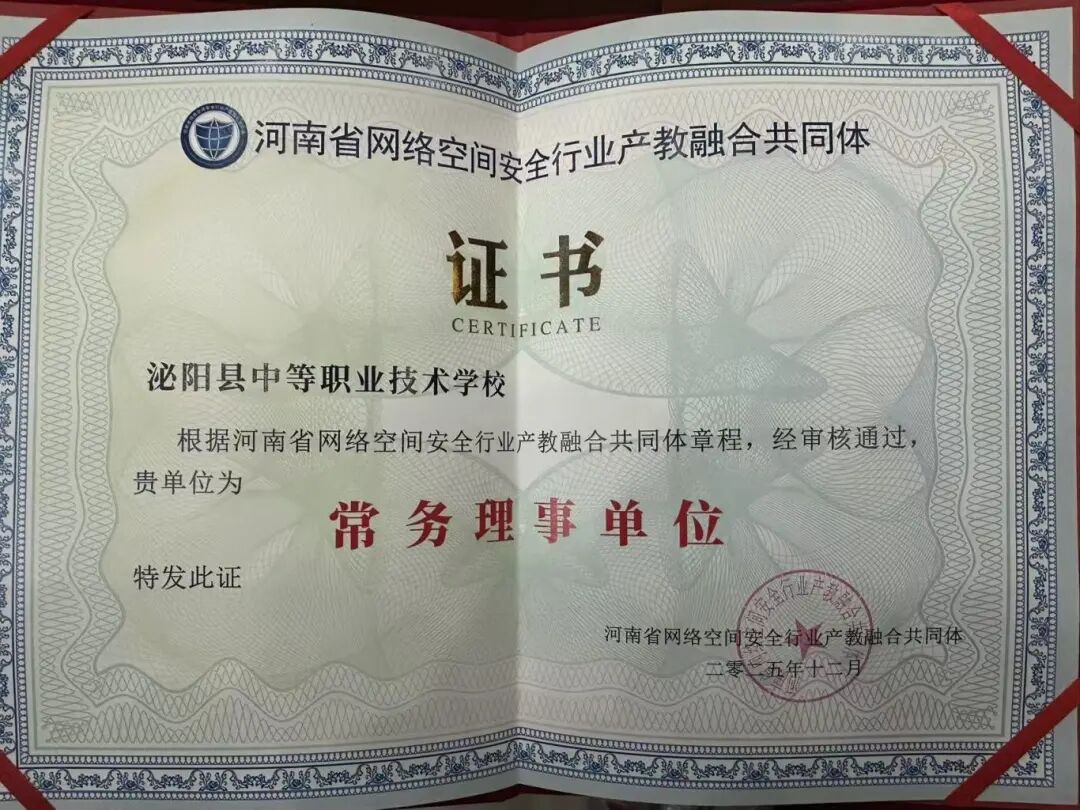 河南省网络空间安全行业产教融合共同体
证书
CERTIFICATE
泌阳县中等职业技术学校
根据河南省网络空间安全行业产教融合共同体章程，经审核通过，
贵单位为
常务理事单位
特发此证
河南省网络空间安全行业产教融合共同体
二零二五年十二月